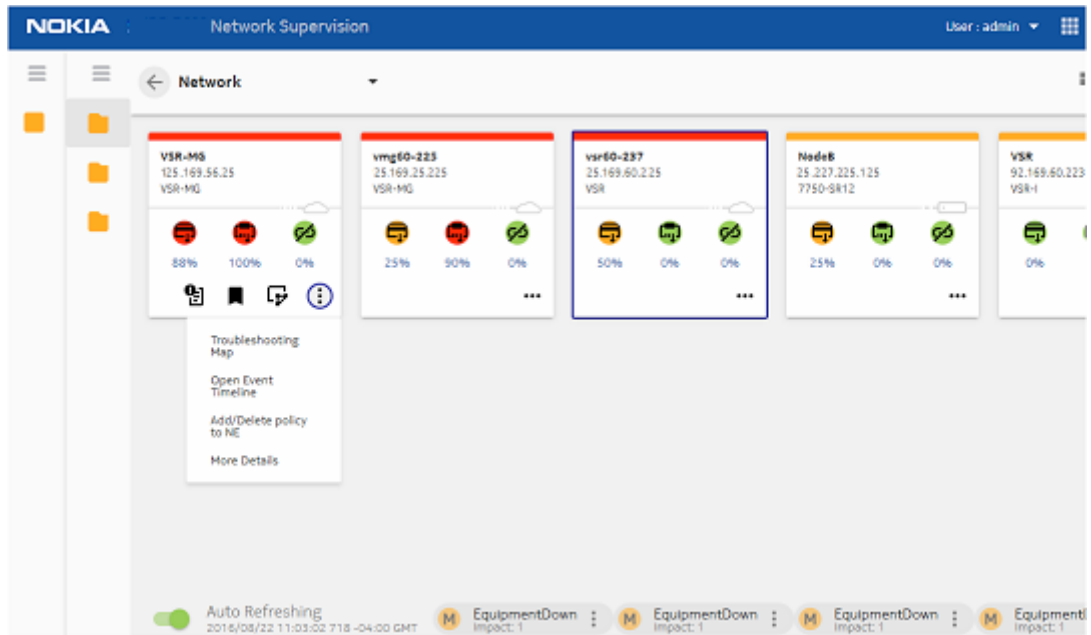 NOKIA Network Supervision User : admin
Network
VSR-MG
125.169.56.25
VSR-MG
88% 100% 0%
Troubleshooting
Map
Open Event
Timeline
Add/Delete policy
to NE
More Details
vmg60-225
25.169.25.225
VSR-MG
25% 90% 0%
vsr60-237
25.169.60.225
VSR
50% 0% 0%
NodeB
25.227.225.125
7750-SR12
25% 0% 0%
VSR
92.169.60.223
VSR-I
0%
Auto Refreshing
2016/08/22 11:03:02 718 -04:00 GMT
M EquipmentDown
Impact: 1
M EquipmentDown
Impact: 1
M EquipmentDown
Impact: 1
M Equipment
Impact: 1